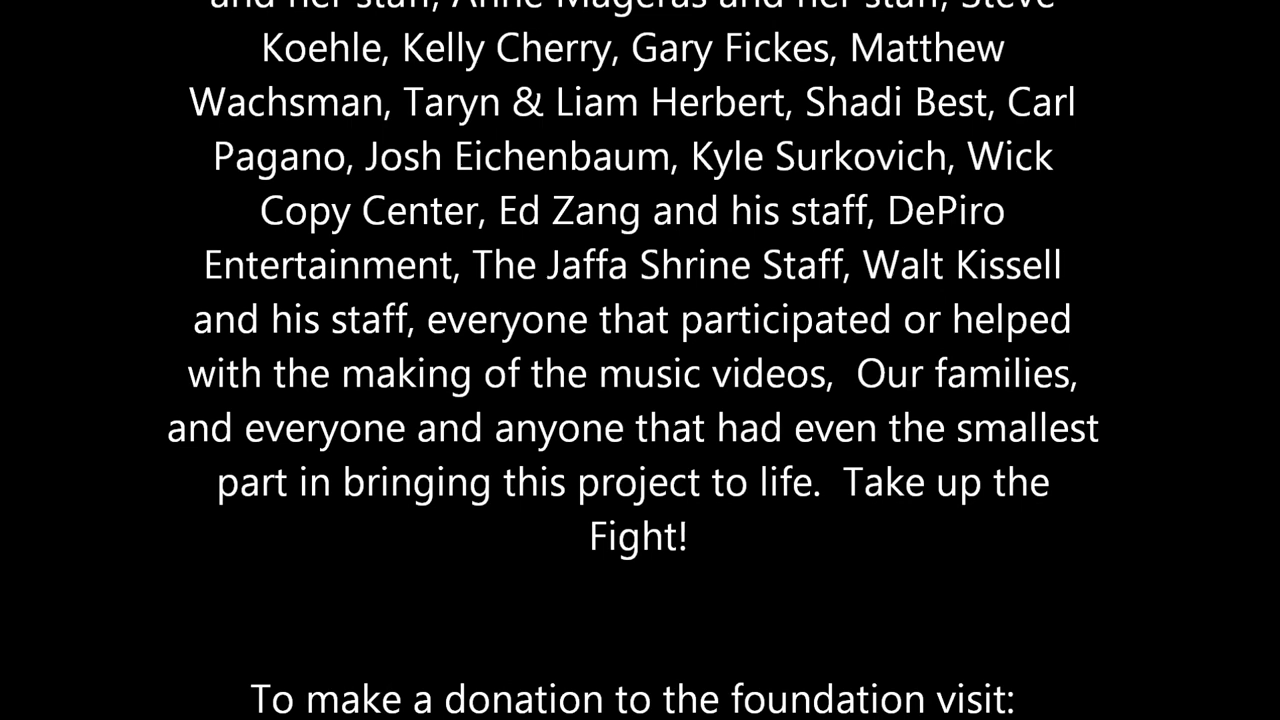 and her staff, Anne Mageras and her staff, Steve
Koehle, Kelly Cherry, Gary Fickes, Matthew
Wachsman, Taryn & Liam Herbert, Shadi Best, Carl
Pagano, Josh Eichenbaum, Kyle Surkovich, Wick
Copy Center, Ed Zang and his staff, DePiro
Entertainment, The Jaffa Shrine Staff, Walt Kissell
and his staff, everyone that participated or helped
with the making of the music videos,  Our families,
and everyone and anyone that had even the smallest
part in bringing this project to life.  Take up the
Fight!
To make a donation to the foundation visit: